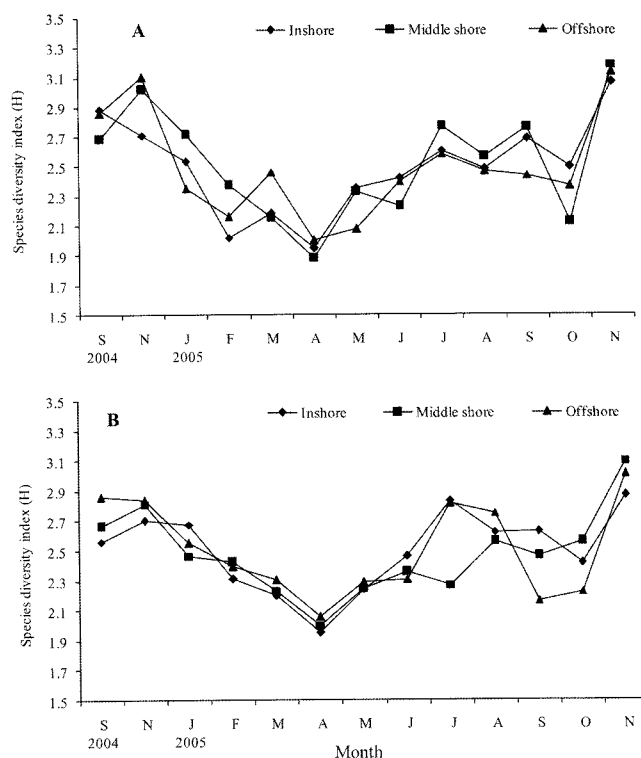 A
Inshore
Middle shore
Offshore
Species diversity index (H)
3.5
3.3
3.1
2.9
2.7
2.5
2.3
2.1
1.9
1.7
1.5
S N J F M A M J J A S O N
2004 2005
B
Inshore
Middle shore
Offshore
Species diversity index (H)
3.5
3.3
3.1
2.9
2.7
2.5
2.3
2.1
1.9
1.7
1.5
S N J F M A M J J A S O N
2004 2005
Month